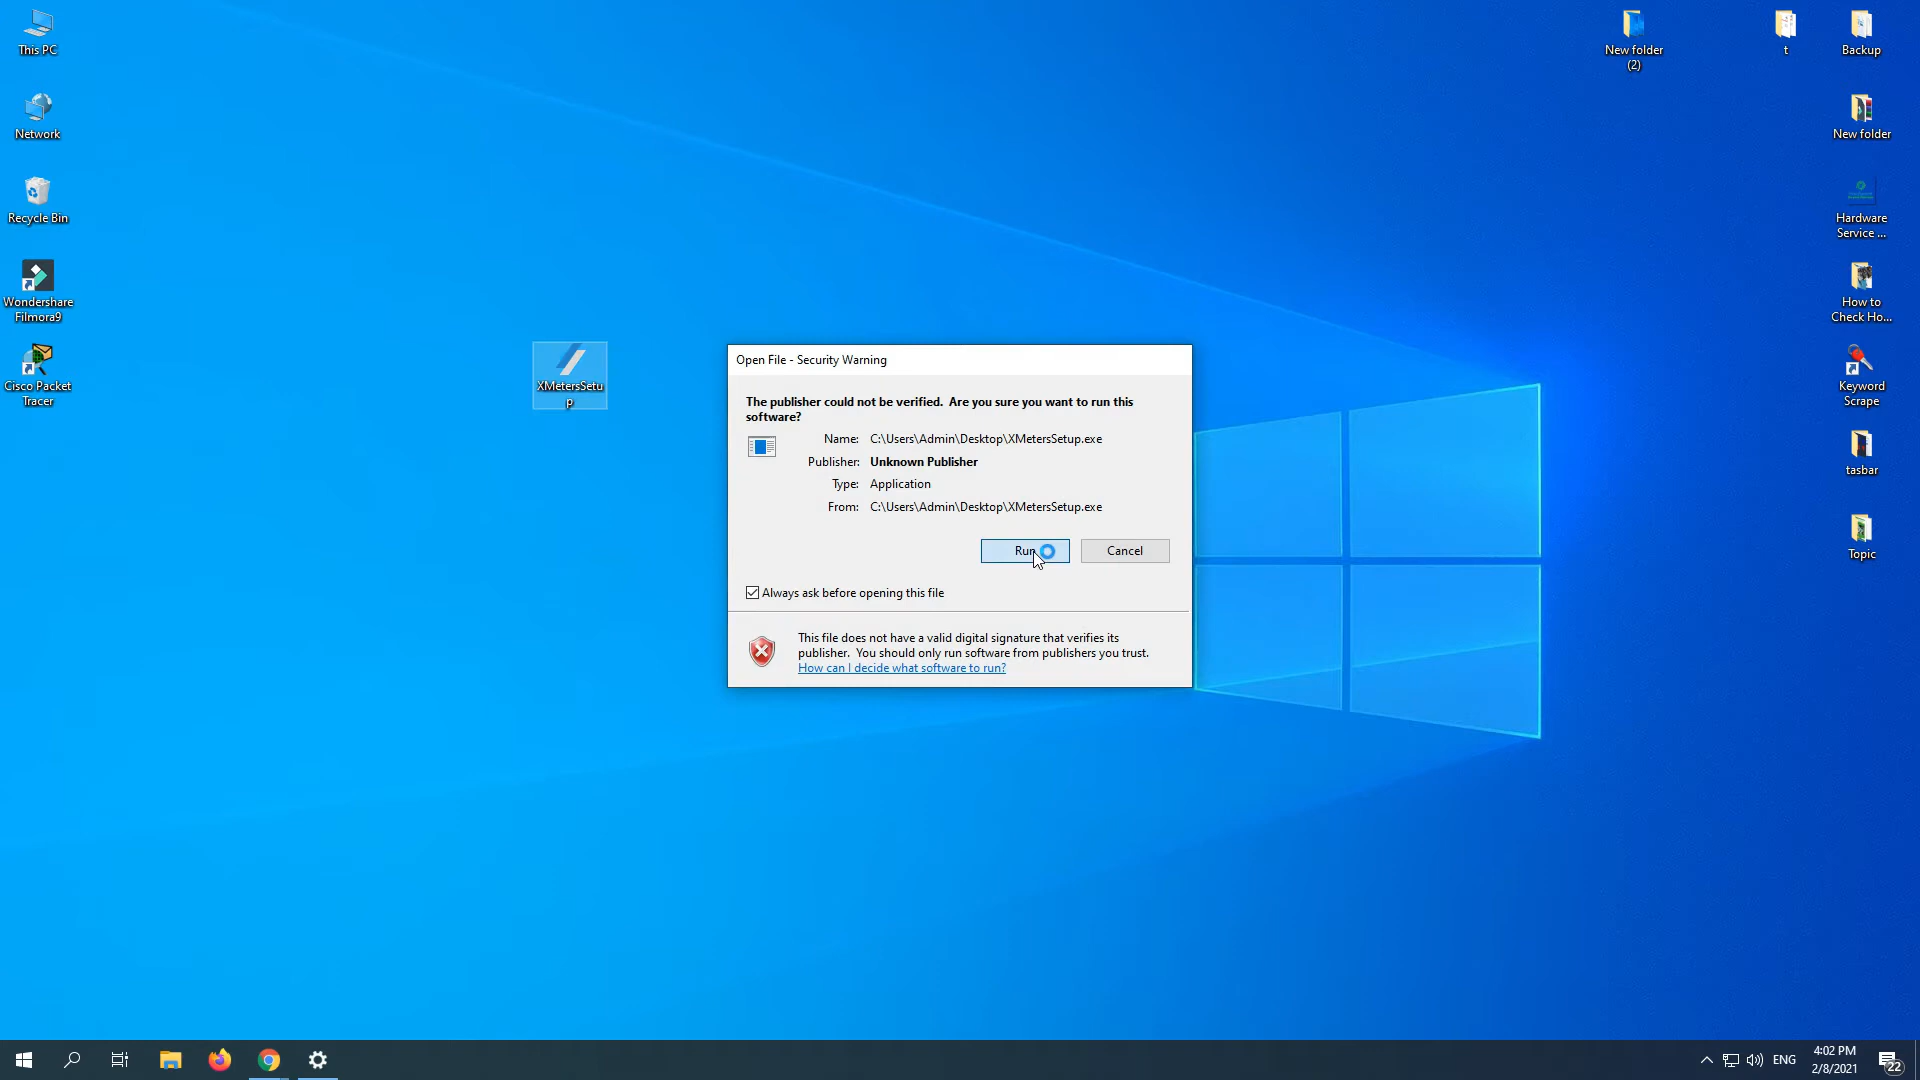 This PC
Network
Recycle Bin
Wondershare
Filmora9
Cisco Packet
Tracer
XMetersSetu
p
Open File - Security Warning
The publisher could not be verified.  Are you sure you want to run this
software?
Name: C:\Users\Admin\Desktop\XMetersSetup.exe
Publisher: Unknown Publisher
Type: Application
From: C:\Users\Admin\Desktop\XMetersSetup.exe
Run
Cancel
Always ask before opening this file
This file does not have a valid digital signature that verifies its
publisher.  You should only run software from publishers you trust.
How can I decide what software to run?
New folder
(2)
t
Backup
New folder
Hardware
Service ...
How to
Check Ho...
Keyword
Scrape
tasbar
Topic
ENG
4:02 PM
2/8/2021
22